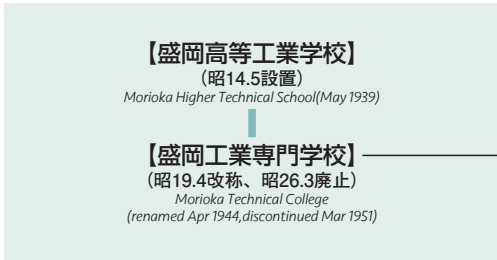 【盛岡高等工業学校】
（昭14.5設置）
Morioka Higher Technical School(May 1939)
【盛岡工業専門学校】
（昭19.4改称、昭26.3廃止）
Morioka Technical College
(renamed Apr 1944,discontinued Mar 1951)